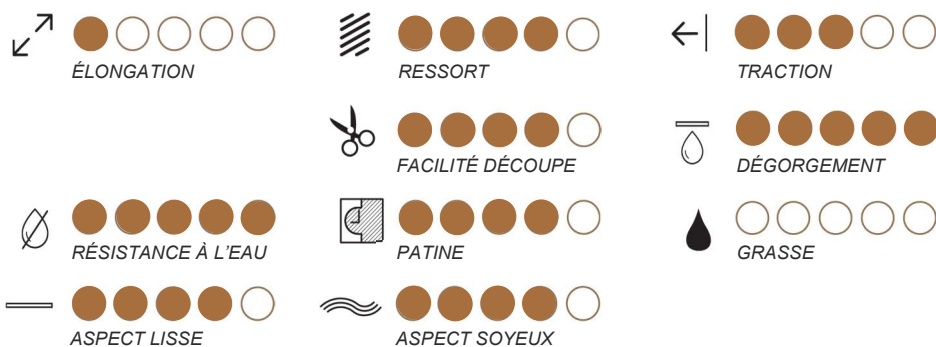 ÉLONGATION
RESSORT
TRACTION
FACILITÉ DÉCOUPE
DÉGORGEMENT
RÉSISTANCE À L'EAU
PATINE
GRASSE
ASPECT LISSE
ASPECT SOYEUX